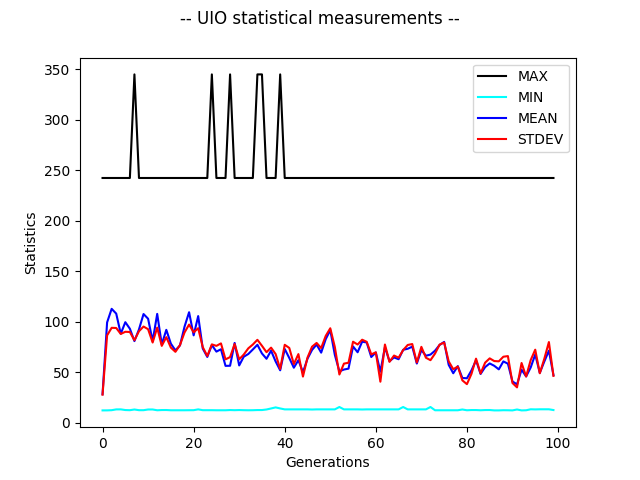 -- UIO statistical measurements --
350
300
250
200
150
100
50
0
Statistics
MAX
MIN
MEAN
STDEV
0 20 40 60 80 100
Generations